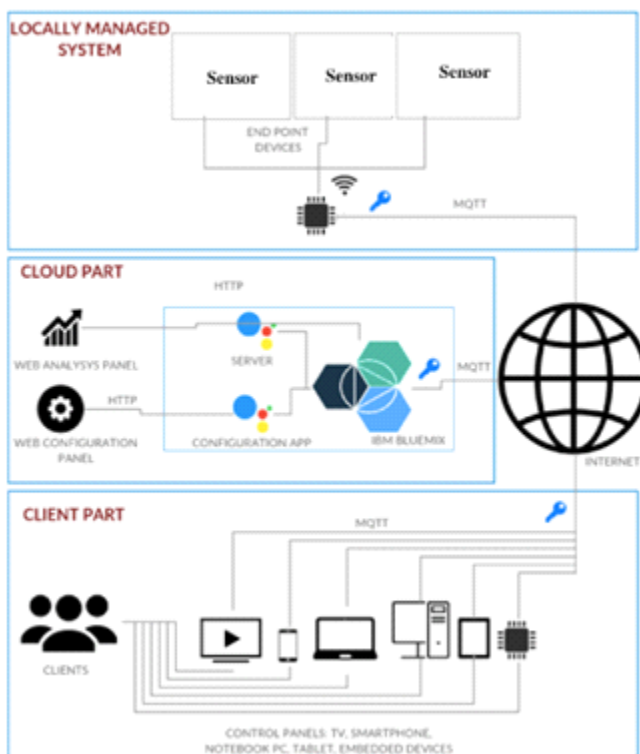 LOCALLY MANAGED
SYSTEM
Sensor
Sensor
Sensor
END POINT
DEVICES
MQTT
CLOUD PART
HTTP
WEB ANALYSYS PANEL
SERVER
MQTT
HTTP
WEB CONFIGURATION
PANEL
CONFIGURATION APP
IBM BLUEMIX
INTERNET
CLIENT PART
MQTT
CLIENTS
CONTROL PANELS: TV, SMARTPHONE,
NOTEBOOK PC, TABLET, EMBEDDED DEVICES